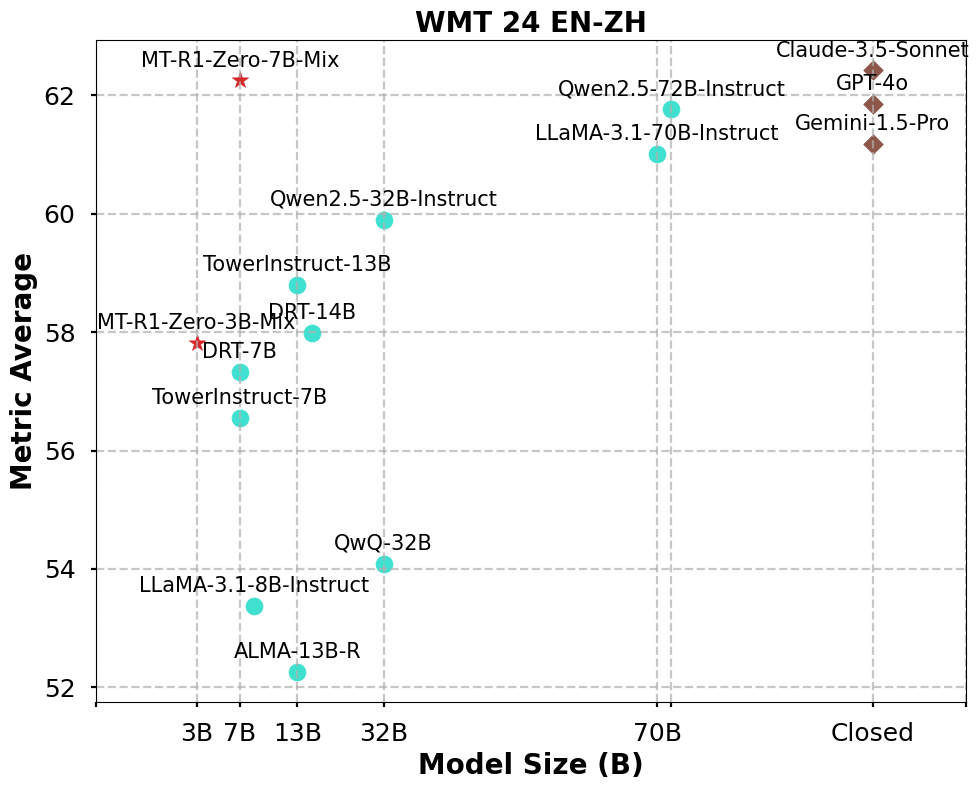 WMT 24 EN-ZH
Metric Average
62
60
58
56
54
52
Claude-3.5-Sonnet
MT-R1-Zero-7B-Mix
GPT-4o
Qwen2.5-72B-Instruct
Gemini-1.5-Pro
LLaMA-3.1-70B-Instruct
Qwen2.5-32B-Instruct
TowerInstruct-13B
DRT-14B
MT-R1-Zero-3B-Mix
DRT-7B
TowerInstruct-7B
QwQ-32B
LLaMA-3.1-8B-Instruct
ALMA-13B-R
3B 7B 13B 32B 70B Closed
Model Size (B)